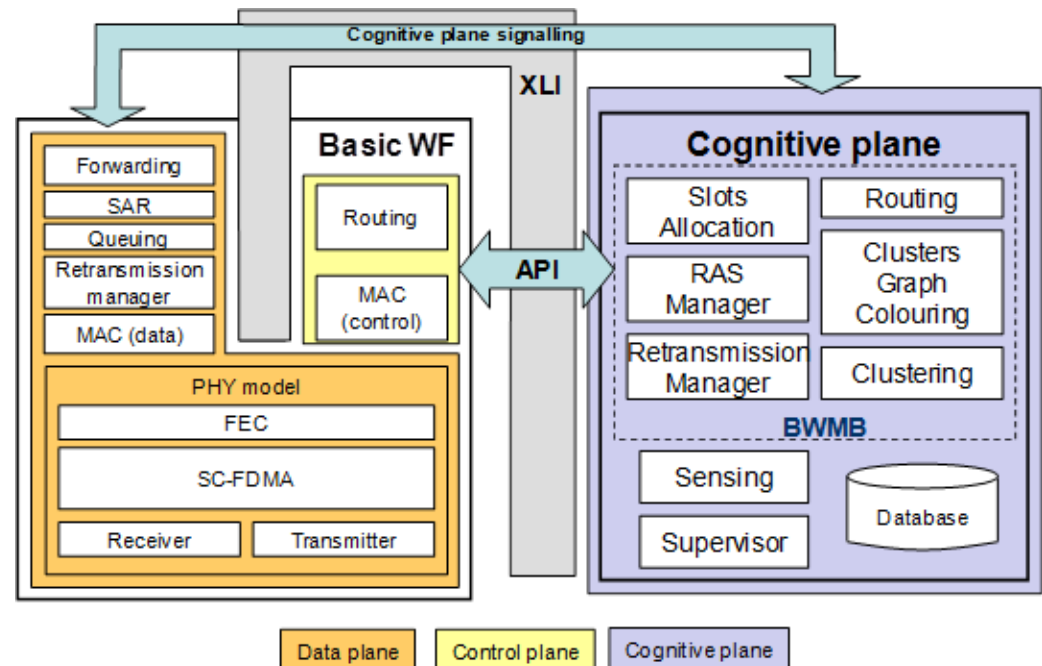 Cognitive plane signalling
XLI
Basic WF
Forwarding
SAR
Queuing
Retransmission
manager
MAC (data)
Routing
MAC
(control)
PHY model
FEC
SC-FDMA
Receiver
Transmitter
API
Cognitive plane
Slots
Allocation
RAS
Manager
Retransmission
Manager
Routing
Clusters
Graph
Colouring
Clustering
BWMB
Sensing
Supervisor
Database
Data plane
Control plane
Cognitive plane